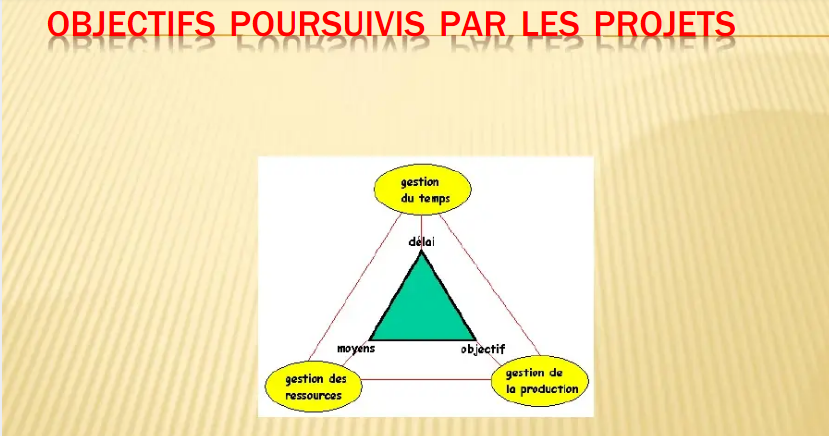 OBJECTIFS POURSUIVIS PAR LES PROJETS
gestion
du temps
délai
moyens
objectif
gestion des
ressources
gestion de
la production